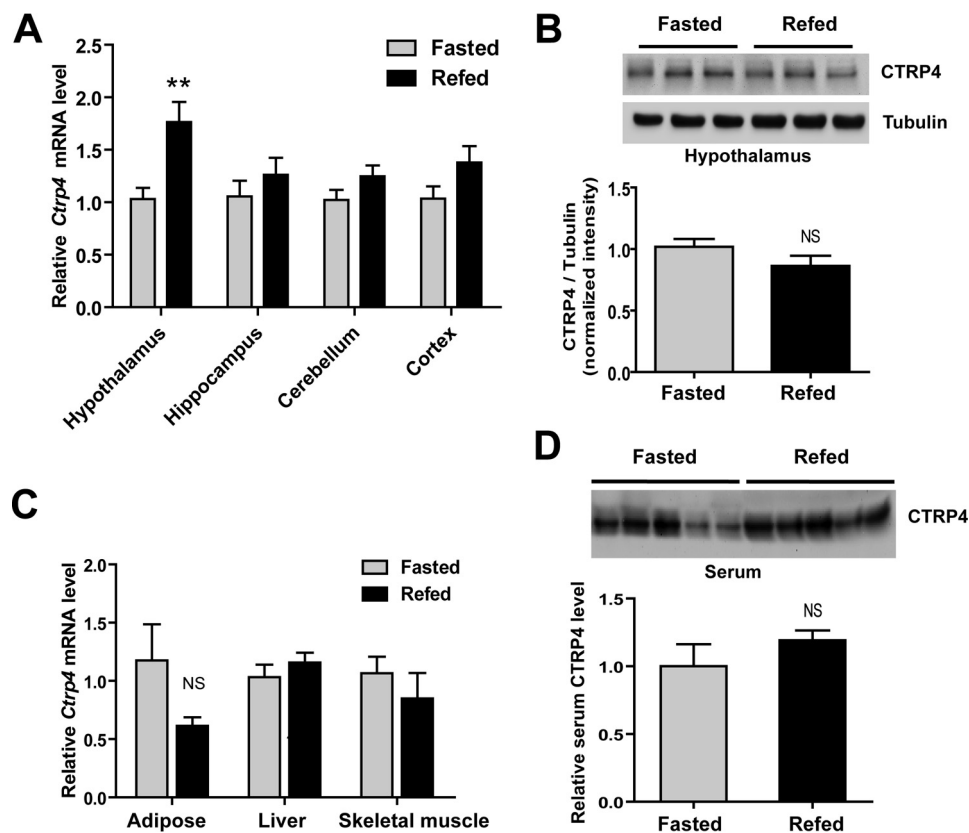 A
Relative Ctrp4 mRNA level
2.5
2.0
1.5
1.0
0.5
0.0
Fasted
Refed
**
Hypothalamus
Hippocampus
Cerebellum
Cortex
B
Fasted Refed
CTRP4
Tubulin
Hypothalamus
CTRP4 / Tubulin
(normalized intensity)
1.5
1.0
0.5
0.0
NS
Fasted Refed
C
Relative Ctrp4 mRNA level
2.0
1.5
1.0
0.5
0.0
Fasted
Refed
NS
Adipose Liver Skeletal muscle
D
Fasted Refed
CTRP4
Serum
Relative serum CTRP4 level
1.5
1.0
0.5
0.0
NS
Fasted Refed